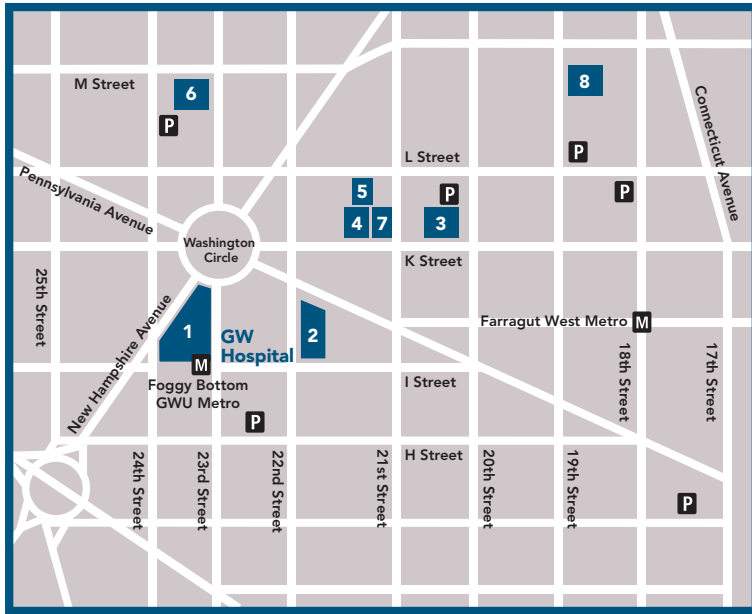 8
M Street
6
P
Connecticut Avenue
P
L Street
Pennsylvania Avenue
5
P
P
4
7
3
Washington
Circle
K Street
25th Street
New Hampshire Avenue
1
GW
Hospital
2
Farragut West Metro
M
M
Foggy Bottom
GWU Metro
I Street
18th Street
17th Street
P
H Street
24th Street
23rd Street
22nd Street
21st Street
20th Street
19th Street
P